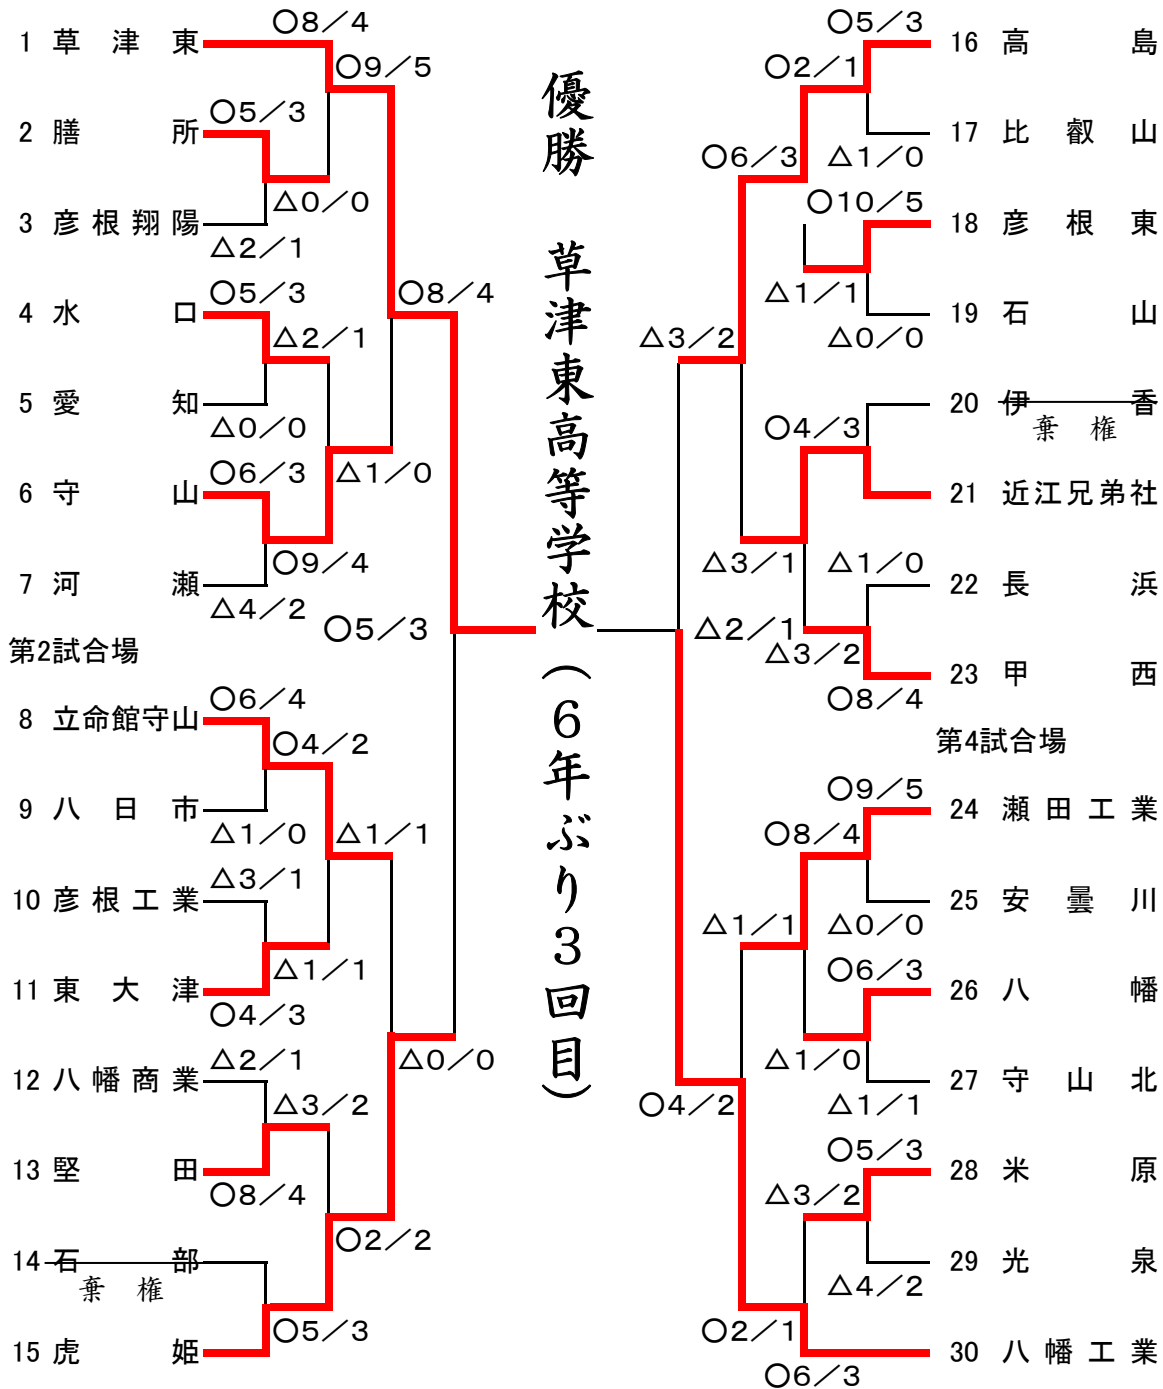 ○8／4
1 草津東
○9／5
○5／3
2 膳所
△0／0
3 彦根翔陽
△2／1
○5／3
4 水口
△2／1
○8／4
5 愛知
△0／0
○6／3
△1／0
6 守山
○9／4
7 河瀬
△4／2
○5／3
第2試合場
○6／4
8 立命館守山
○4／2
9 八日市
△1／0
△1／1
△3／1
10 彦根工業
△1／1
11 東大津
○4／3
△2／1
△0／0
12 八幡商業
△3／2
13 堅田
○8／4
○2／2
14 石部
棄権
○5／3
15 虎姫
優勝 草津東高等学校（6年ぶり3回目）
○5／3
16 高島
○2／1
17 比叡山
△1／0
○6／3
○10／5
18 彦根東
△1／1
19 石山
△0／0
△3／2
20 伊香
棄権
○4／3
21 近江兄弟社
△3／1
△1／0
22 長浜
△2／1
△3／2
23 甲西
○8／4
第4試合場
○9／5
24 瀬田工業
○8／4
25 安曇川
△0／0
△1／1
○6／3
26 八幡
△1／0
27 守山北
△1／1
○4／2
○5／3
28 米原
△3／2
29 光泉
△4／2
○2／1
30 八幡工業
○6／3